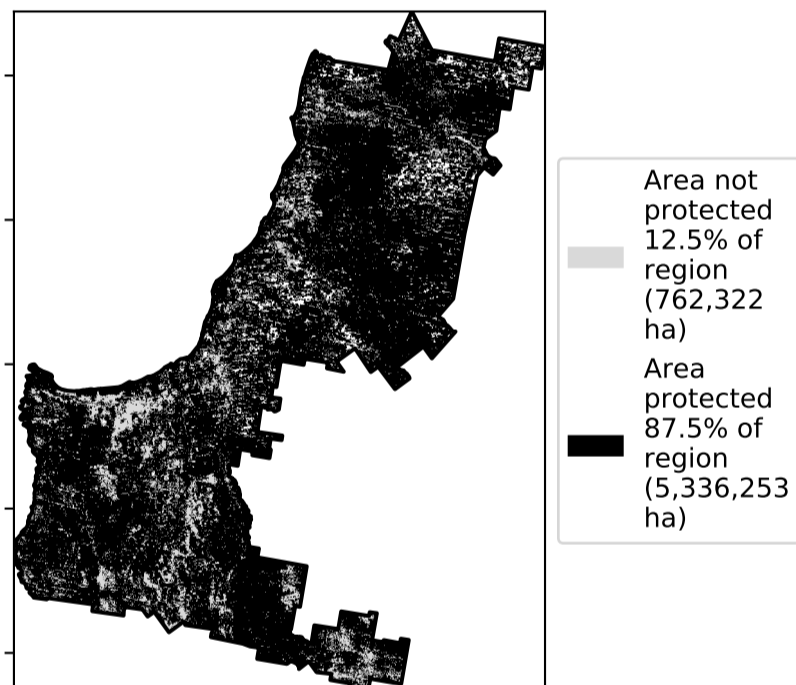 Area not
protected
12.5% of
region
(762,322
ha)
Area
protected
87.5% of
region
(5,336,253
ha)